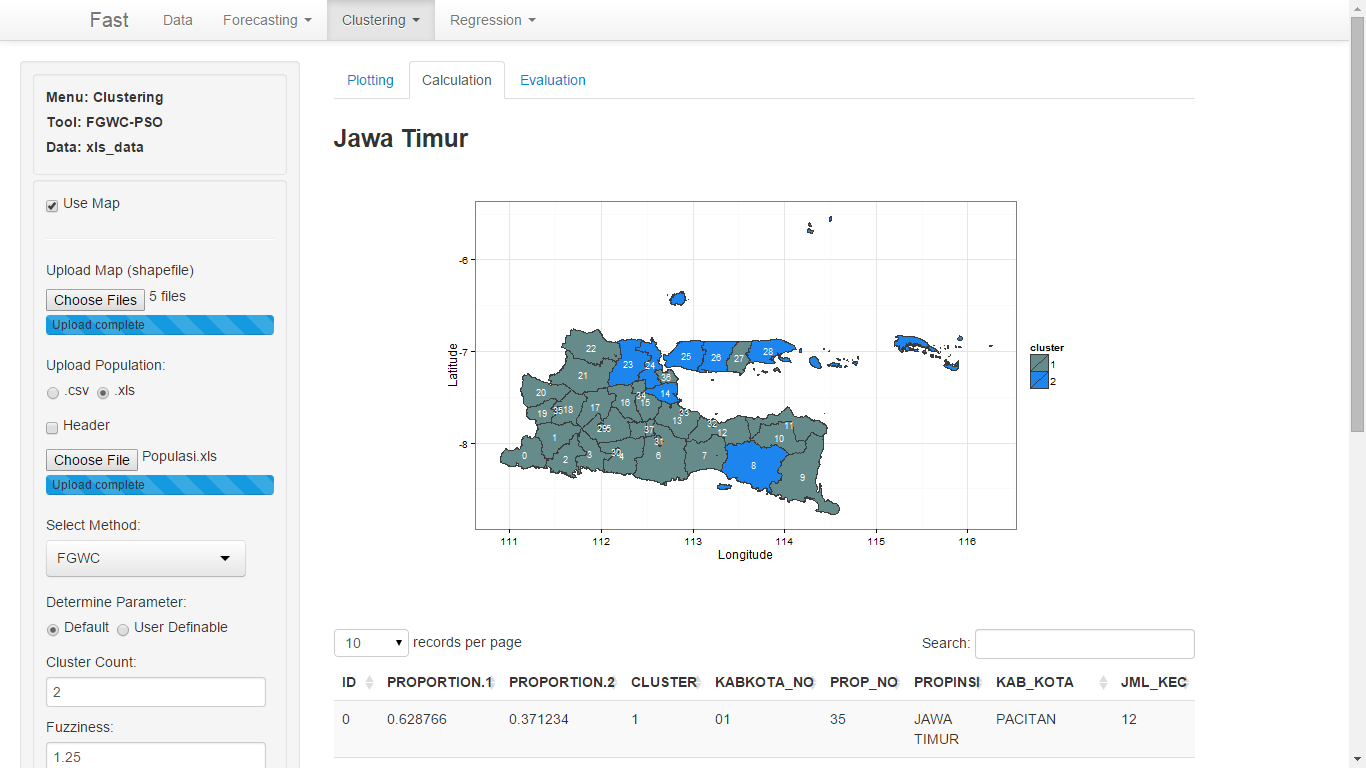 Fast Data Forecasting Clustering Regression
Menu: Clustering
Tool: FGWC-PSO
Data: xls_data
Use Map
Upload Map (shapefile)
Choose Files 5 files
Upload complete
Upload Population:
.csv .xls
Header
Choose File Populasi.xls
Upload complete
Select Method:
FGWC
Determine Parameter:
Default User Definable
Cluster Count:
2
Fuzziness:
1.25
Plotting Calculation Evaluation
Jawa Timur
Latitude
-6
-7
-8
22
23
24
25
26
27
28
21
36
14
20
19
18
17
16
34
15
35
13
33
32
12
11
10
1
29
5
37
31
0
2
3
30
4
6
7
8
9
111 112 113 114 115 116
Longitude
cluster
1
2
10 records per page Search:
ID PROPORTION.1 PROPORTION.2 CLUSTER KABKOTA_NO PROP_NO PROPINSI KAB_KOTA JML_KEC
0 0.628766 0.371234 1 01 35 JAWA TIMUR PACITAN 12